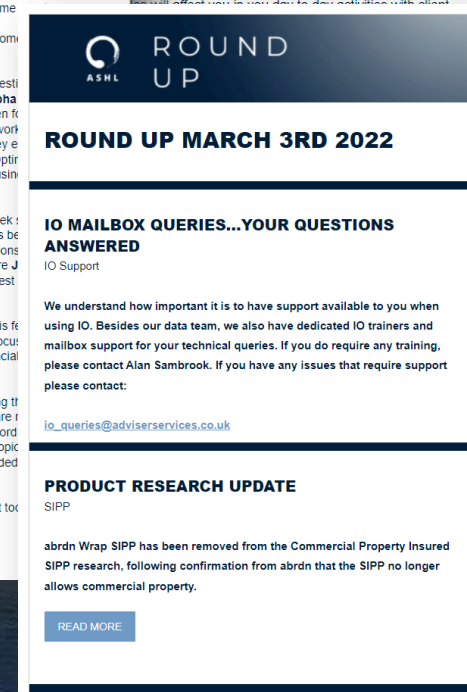 ASHL
ROUND
UP
ROUND UP MARCH 3RD 2022
IO MAILBOX QUERIES...YOUR QUESTIONS
ANSWERED
IO Support
We understand how important it is to have support available to you when
using IO. Besides our data team, we also have dedicated IO trainers and
mailbox support for your technical queries. If you do require any training,
please contact Alan Sambrook. If you have any issues that require support
please contact:
io_queries@adviserservices.co.uk
PRODUCT RESEARCH UPDATE
SIPP
abrdn Wrap SIPP has been removed from the Commercial Property Insured
SIPP research, following confirmation from abrdn that the SIPP no longer
allows commercial property.
READ MORE